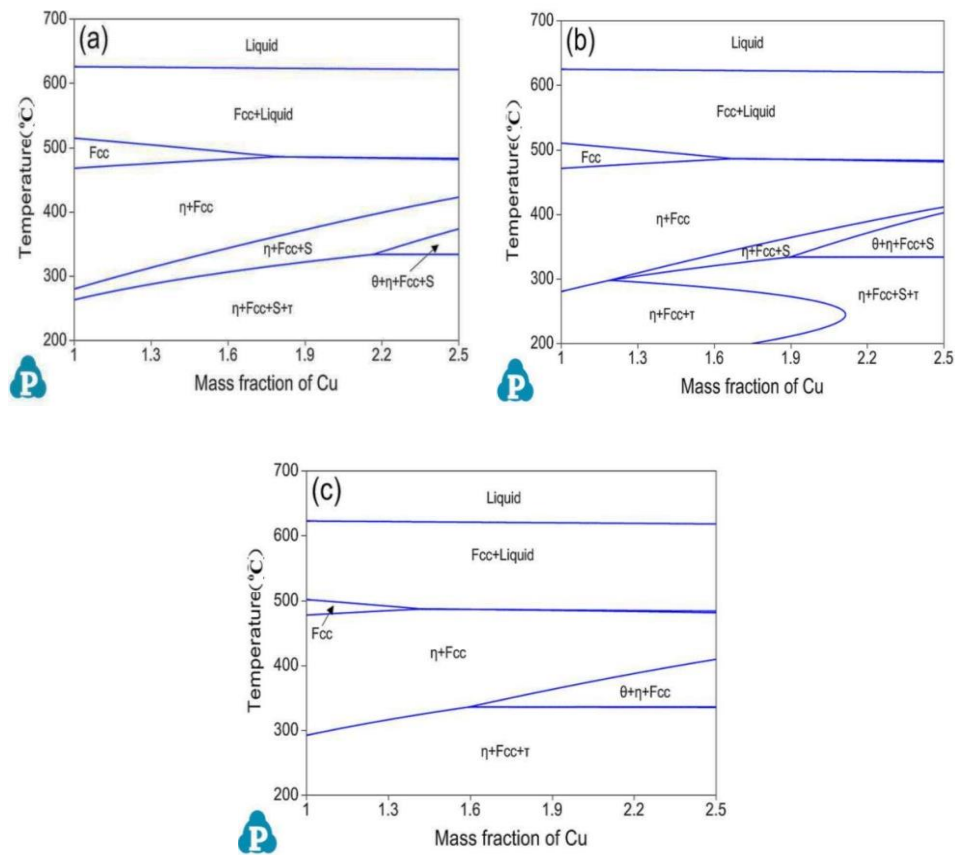 (a)
700
600
500
400
300
200
Temperature(℃)
Liquid
Fcc+Liquid
Fcc
η+Fcc
η+Fcc+S
θ+η+Fcc+S
η+Fcc+S+τ
1 1.3 1.6 1.9 2.2 2.5
Mass fraction of Cu
P
(b)
700
600
500
400
300
200
Temperature(℃)
Liquid
Fcc+Liquid
Fcc
η+Fcc
η+Fcc+S
θ+η+Fcc+S
η+Fcc+τ
η+Fcc+S+τ
1 1.3 1.6 1.9 2.2 2.5
Mass fraction of Cu
P
(c)
700
600
500
400
300
200
Temperature(℃)
Liquid
Fcc+Liquid
Fcc
η+Fcc
θ+η+Fcc
η+Fcc+τ
1 1.3 1.6 1.9 2.2 2.5
Mass fraction of Cu
P